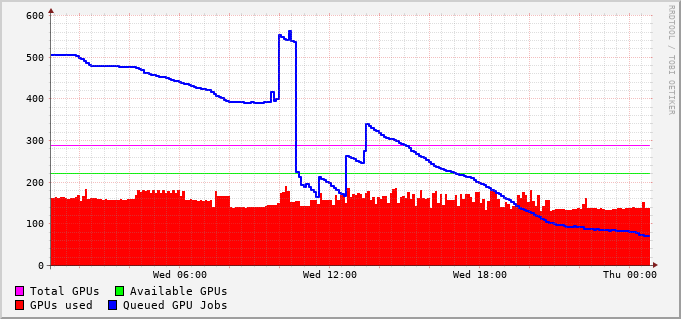 RRDTOOL / TOBI OETIKER
600
500
400
300
200
100
0
Wed 06:00 Wed 12:00 Wed 18:00 Thu 00:00
Total GPUs Available GPUs
GPUs used Queued GPU Jobs